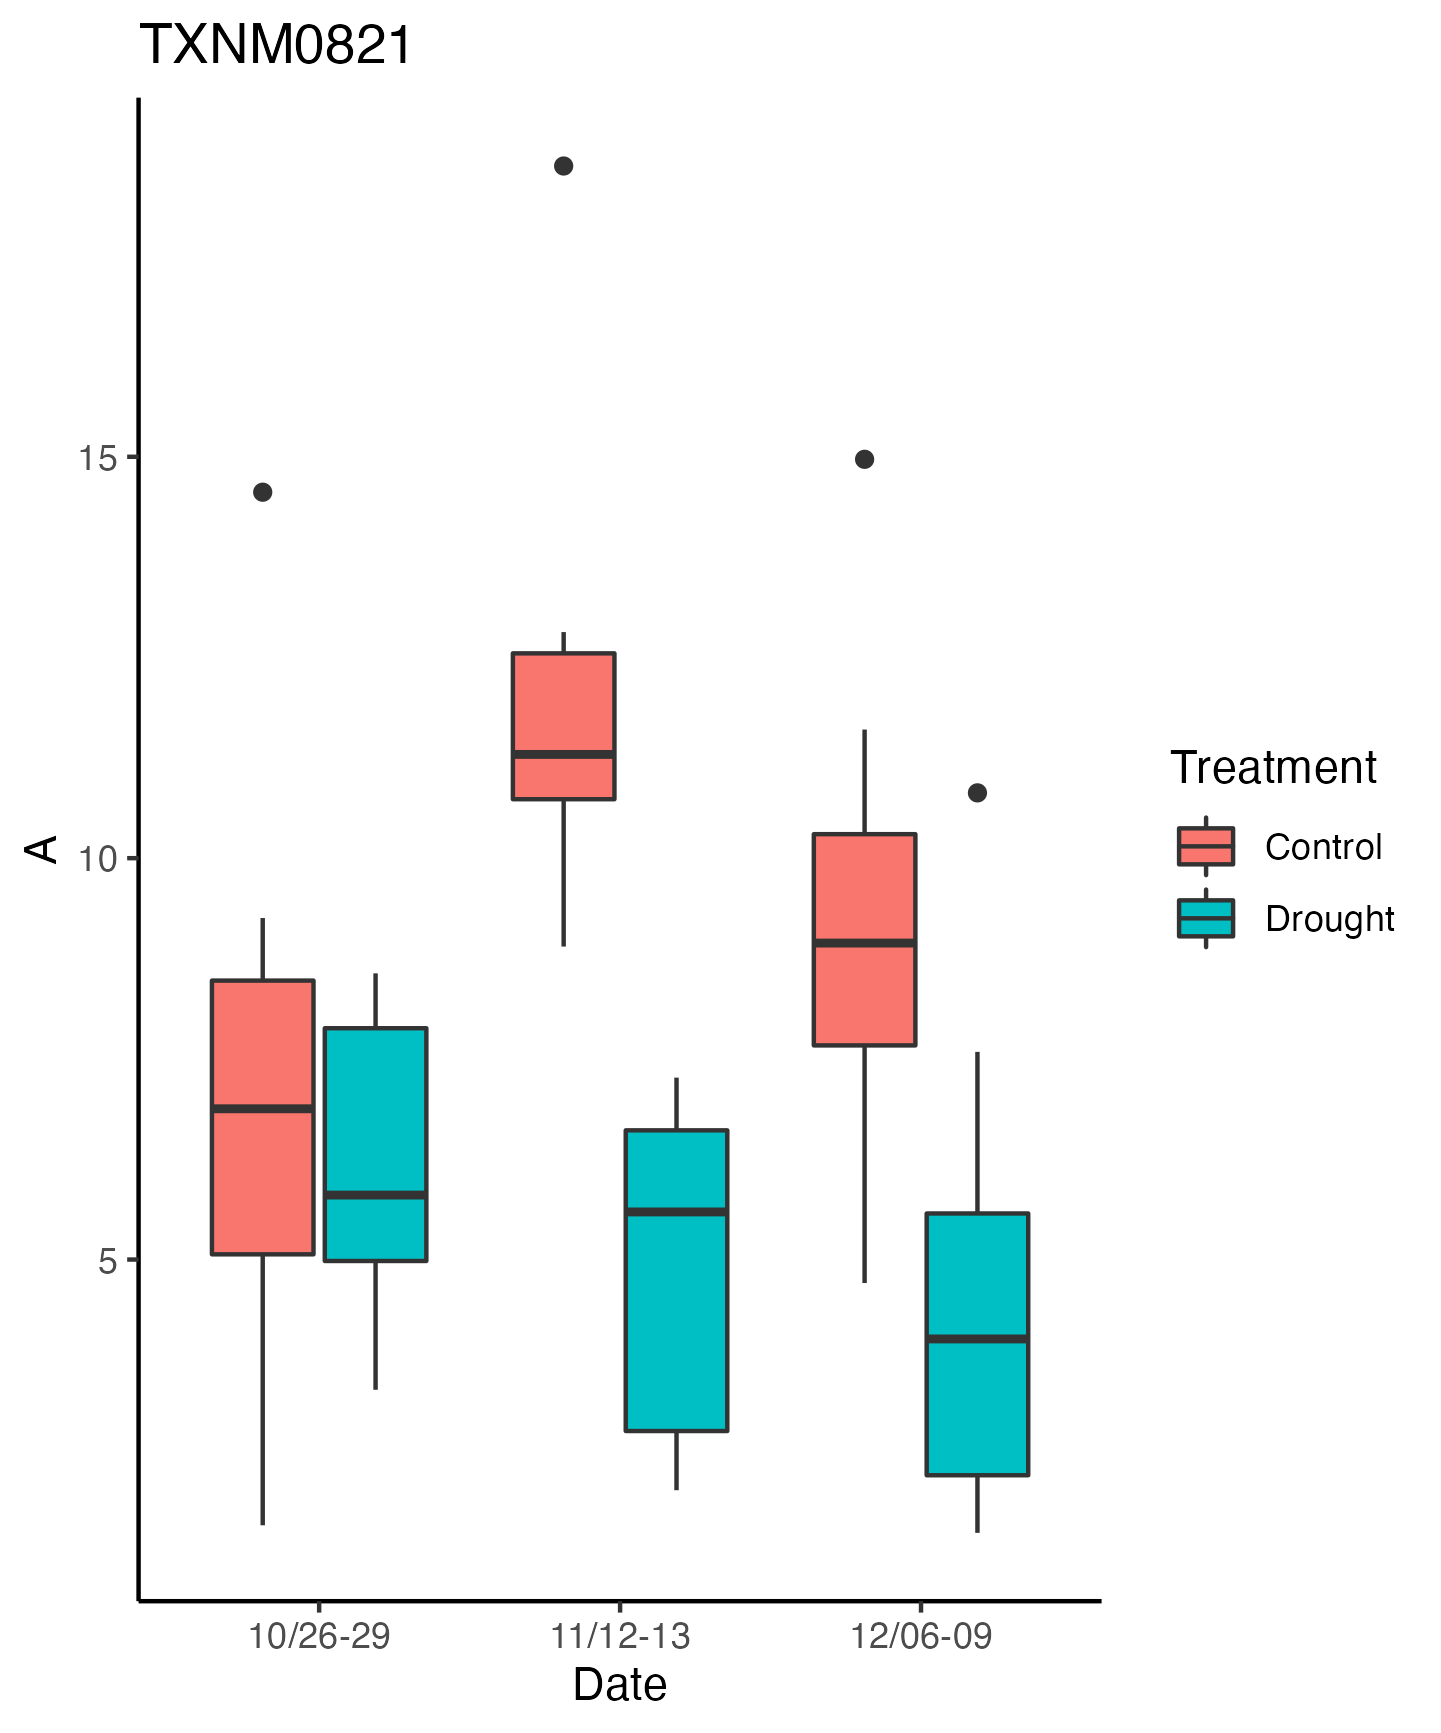 TXNM0821
A
15
10
5
10/26-29
11/12-13
12/06-09
Date
Treatment
Control
Drought